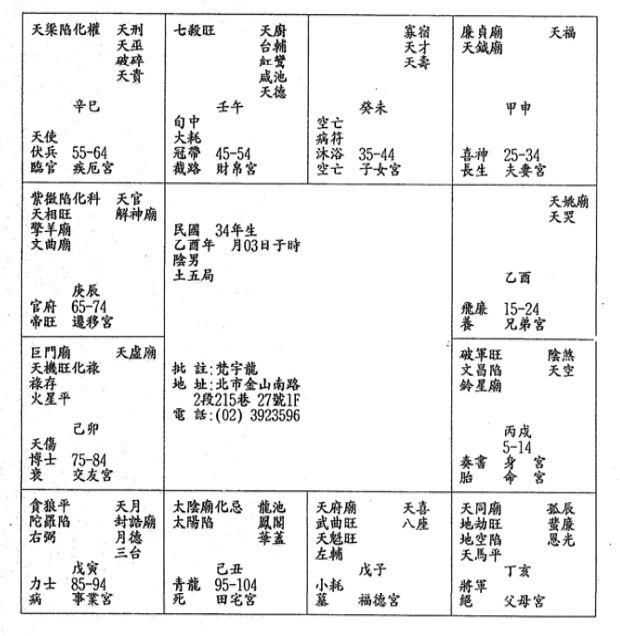 天梁陷化權 天刑
天巫
破碎
天貴
辛巳
天使
伏兵 55-64
臨官 疾厄宮
七殺旺 天廚
台輔
紅鸞
咸池
天德
壬午
旬中
大耗
冠帶 45-54
截路 財帛宮
寡宿
天才
天壽
癸未
空亡
病符
沐浴 35-44
空亡 子女宮
廉貞廟 天福
天鉞廟
甲申
喜神 25-34
長生 夫妻宮
紫微陷化科 天官
天相旺 解神廟
擎羊廟
文曲廟
庚辰
官府 65-74
帝旺 遷移宮
民國 34年生
乙酉年 月03日子時
陰男
土五局
批 註:梵宇龍
地 址:北市金山南路
2段215巷 27號1F
電 話:(02) 3923596
天姚廟
天哭
乙酉
飛廉 15-24
養 兄弟宮
巨門廟 天虛廟
天機旺化祿
祿存
火星平
己卯
天傷
博士 75-84
衰 交友宮
破軍旺 陰煞
文昌陷 天空
鈴星廟
丙戌
5-14
奏書 身 宮
胎 命 宮
貪狼平 天月
陀羅陷 封誥廟
右弼 月德
三台
戊寅
力士 85-94
病 事業宮
太陰廟化忌 龍池
太陽陷 鳳閣
華蓋
己丑
青龍 95-104
死 田宅宮
天府廟 天喜
武曲旺 八座
天魁旺
左輔
戊子
小耗
墓 福德宮
天同廟 孤辰
地劫旺 蜚廉
地空陷 恩光
天馬平
丁亥
將軍
絕 父母宮